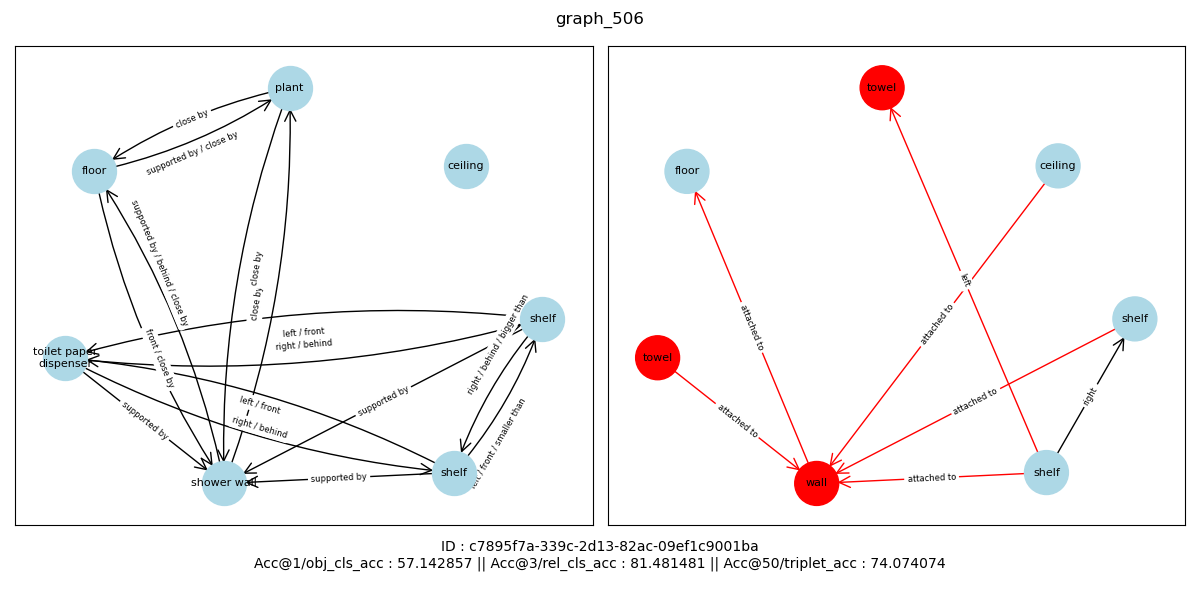 graph_506
plant
close by
supported by / close by
floor
ceiling
supported by / behind / close by
close by
close by
right / behind / bigger than
shelf
left / front
right / behind
front / close by
toilet paper
dispenser
supported by
left / front
right / behind
supported by
left / front / smaller than
shower wall
supported by
shelf
towel
floor
ceiling
left
attached to
attached to
shelf
towel
attached to
attached to
right
wall
attached to
shelf
ID : c7895f7a-339c-2d13-82ac-09ef1c9001ba
Acc@1/obj_cls_acc : 57.142857 || Acc@3/rel_cls_acc : 81.481481 || Acc@50/triplet_acc : 74.074074